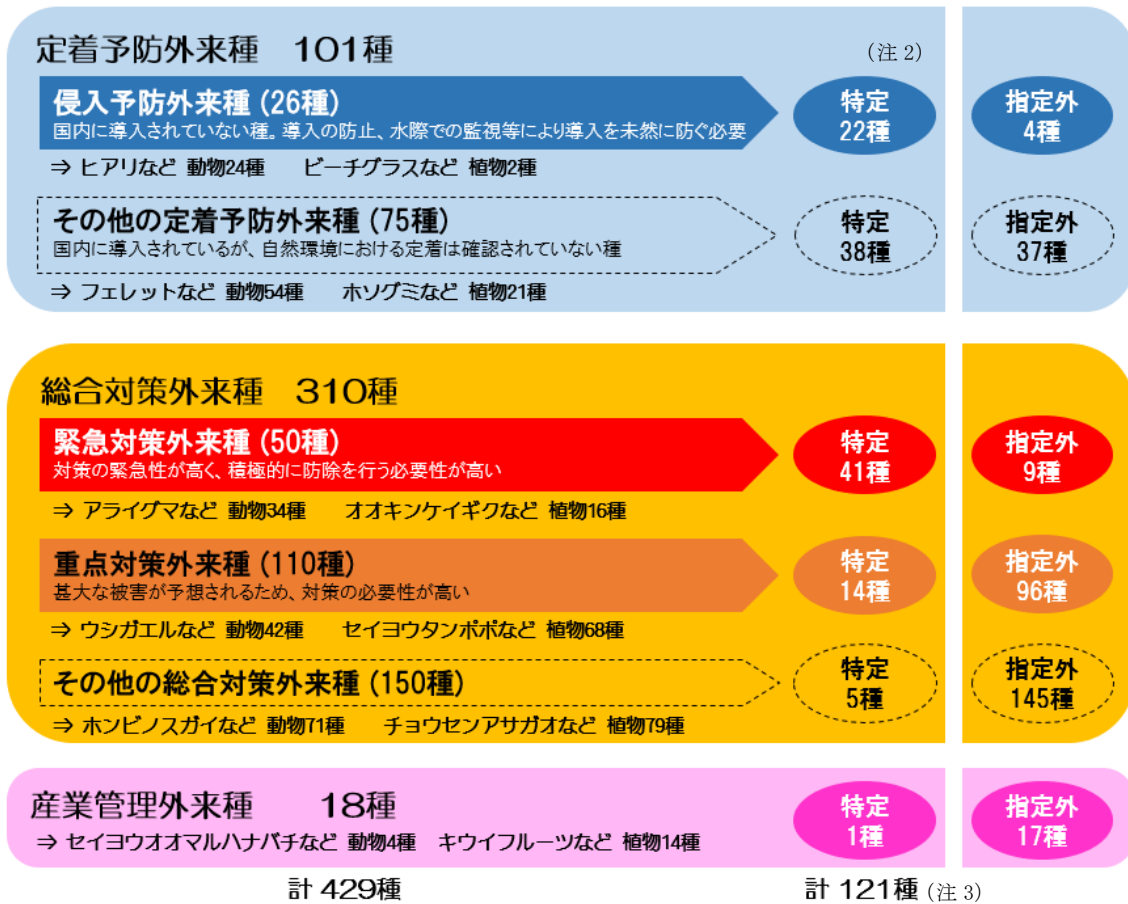 定着予防外来種　101種
(注 2)
侵入予防外来種 (26種)
国内に導入されていない種。導入の防止、水際での監視等により導入を未然に防ぐ必要
特定
22種
指定外
4種
⇒ ヒアリなど 動物24種　　ビーチグラスなど 植物2種
その他の定着予防外来種 (75種)
国内に導入されているが、自然環境における定着は確認されていない種
特定
38種
指定外
37種
⇒ フェレットなど 動物54種　　ホソグミなど 植物21種
総合対策外来種　310種
緊急対策外来種 (50種)
対策の緊急性が高く、積極的に防除を行う必要性が高い
特定
41種
指定外
9種
⇒ アライグマなど 動物34種　　オオキンケイギクなど 植物16種
重点対策外来種 (110種)
甚大な被害が予想されるため、対策の必要性が高い
特定
14種
指定外
96種
⇒ ウシガエルなど 動物42種　　セイヨウタンポポなど 植物68種
その他の総合対策外来種 (150種)
特定
5種
指定外
145種
⇒ ホンビノスガイなど 動物71種　　チョウセンアサガオなど 植物79種
産業管理外来種　18種
特定
1種
指定外
17種
⇒ セイヨウオオマルハナバチなど 動物4種　キウイフルーツなど 植物14種
計 429種
計 121種 (注 3)